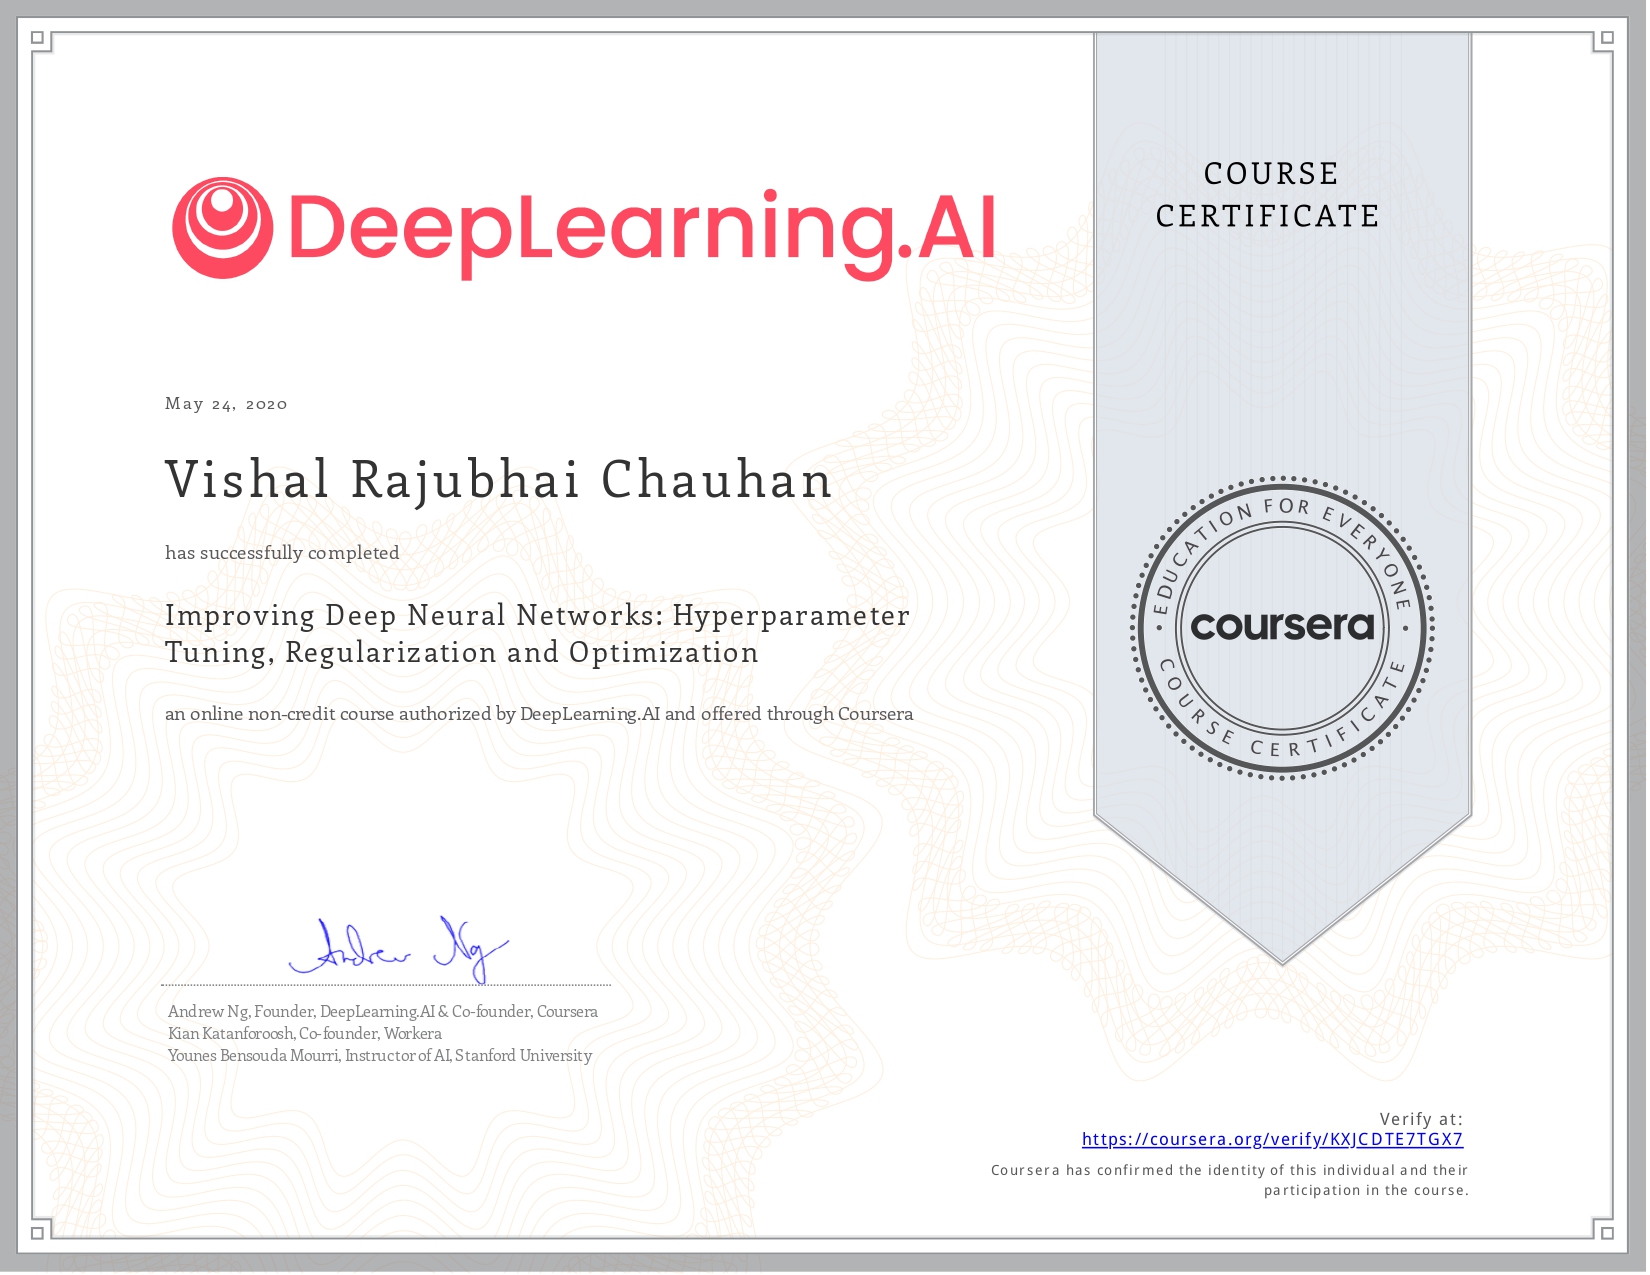 DeepLearning.AI
COURSE
CERTIFICATE
May 24, 2020
Vishal Rajubhai Chauhan
has successfully completed
Improving Deep Neural Networks: Hyperparameter
Tuning, Regularization and Optimization
an online non-credit course authorized by DeepLearning.AI and offered through Coursera
EDUCATION FOR EVERYONE
coursera
COURSE CERTIFICATE
Andrew Ng
Andrew Ng, Founder, DeepLearning.AI & Co-founder, Coursera
Kian Katanforoosh, Co-founder, Workera
Younes Bensouda Mourri, Instructor of AI, Stanford University
Verify at:
https://coursera.org/verify/KXJCDTE7TGX7
Coursera has confirmed the identity of this individual and their
participation in the course.